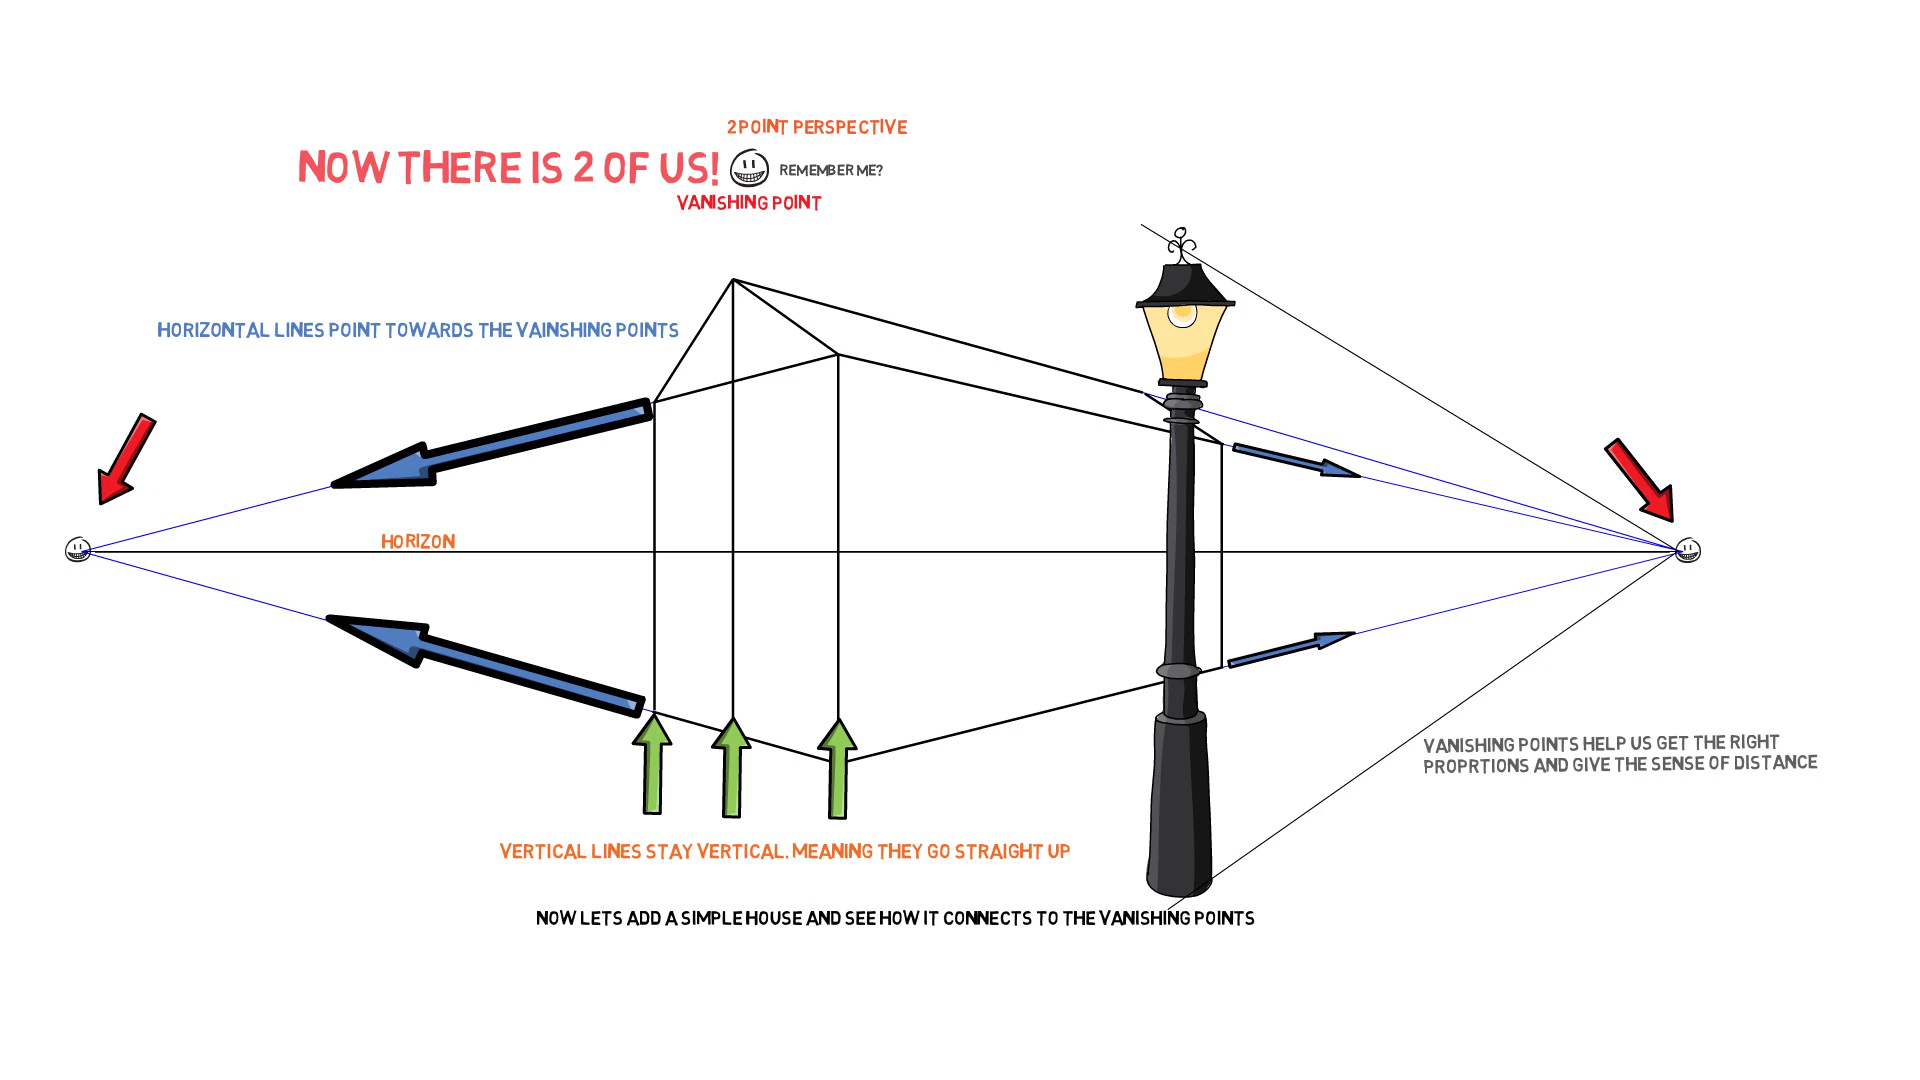 2 POINT PERSPECTIVE
NOW THERE IS 2 OF US!
REMEMBER ME?
VANISHING POINT
HORIZONTAL LINES POINT TOWARDS THE VAINSHING POINTS
HORIZON
VANISHING POINTS HELP US GET THE RIGHT
PROPRTIONS AND GIVE THE SENSE OF DISTANCE
VERTICAL LINES STAY VERTICAL. MEANING THEY GO STRAIGHT UP
NOW LETS ADD A SIMPLE HOUSE AND SEE HOW IT CONNECTS TO THE VANISHING POINTS